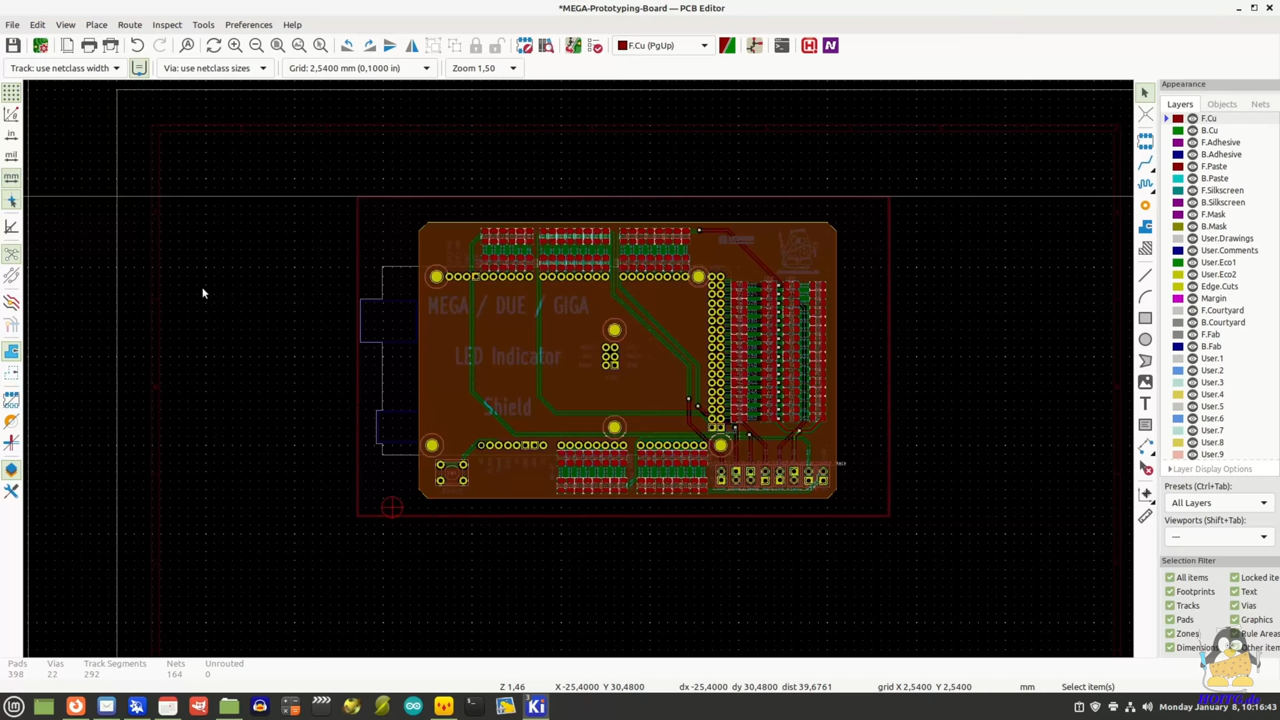 *MEGA-Prototyping-Board — PCB Editor
File Edit View Place Route Inspect Tools Preferences Help
F.Cu (PgUp)
Track: use netclass width Via: use netclass sizes Grid: 2,5400 mm (0,1000 in) Zoom 1,50
in
mil
mm
MEGA / DUE / GIGA
LED Indicator
Shield
Appearance
Layers Objects Nets
F.Cu
B.Cu
F.Adhesive
B.Adhesive
F.Paste
B.Paste
F.Silkscreen
B.Silkscreen
F.Mask
B.Mask
User.Drawings
User.Comments
User.Eco1
User.Eco2
Edge.Cuts
Margin
F.Courtyard
B.Courtyard
F.Fab
B.Fab
User.1
User.2
User.3
User.4
User.5
User.6
User.7
User.8
User.9
Layer Display Options
Presets (Ctrl+Tab):
All Layers
Viewports (Shift+Tab):
---
Selection Filter
All items Locked ite
Footprints Text
Tracks Vias
Pads Graphics
Zones Rule Areas
Dimensions Other item
Pads Vias Track Segments Nets Unrouted
398 22 292 164 0
Z 1,46 X -25,4000 Y 30,4800 dx -25,4000 dy 30,4800 dist 39,6761 grid X 2,5400 Y 2,5400 mm Select item(s)
Ki
Monday January 8, 10:16:43